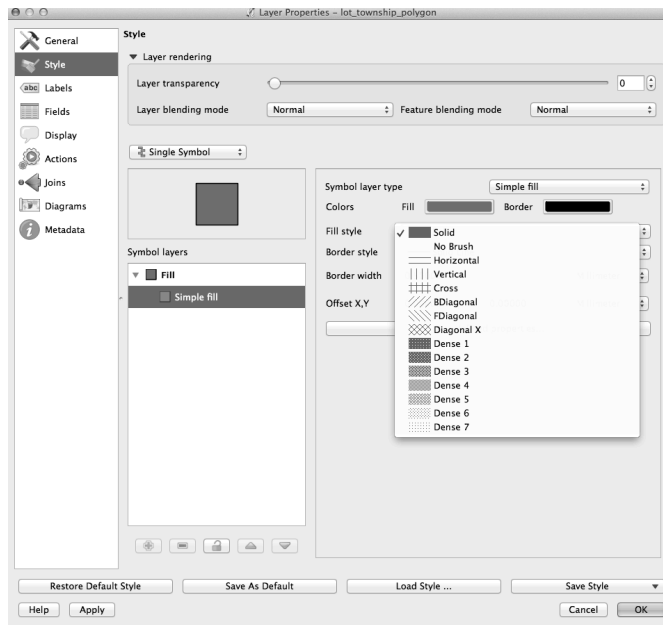 Layer Properties – lot_township_polygon
General
Style
abc Labels
Fields
Display
Actions
Joins
Diagrams
i Metadata
Style
▼ Layer rendering
Layer transparency
0
Layer blending mode
Normal
Feature blending mode
Normal
Single Symbol
Symbol layers
Fill
Simple fill
Symbol layer type
Simple fill
Colors
Fill
Border
Fill style
Border style
Border width
Offset X,Y
✓ Solid
No Brush
Horizontal
Vertical
Cross
BDiagonal
FDiagonal
Diagonal X
Dense 1
Dense 2
Dense 3
Dense 4
Dense 5
Dense 6
Dense 7
Restore Default Style
Save As Default
Load Style ...
Save Style
Help
Apply
Cancel
OK